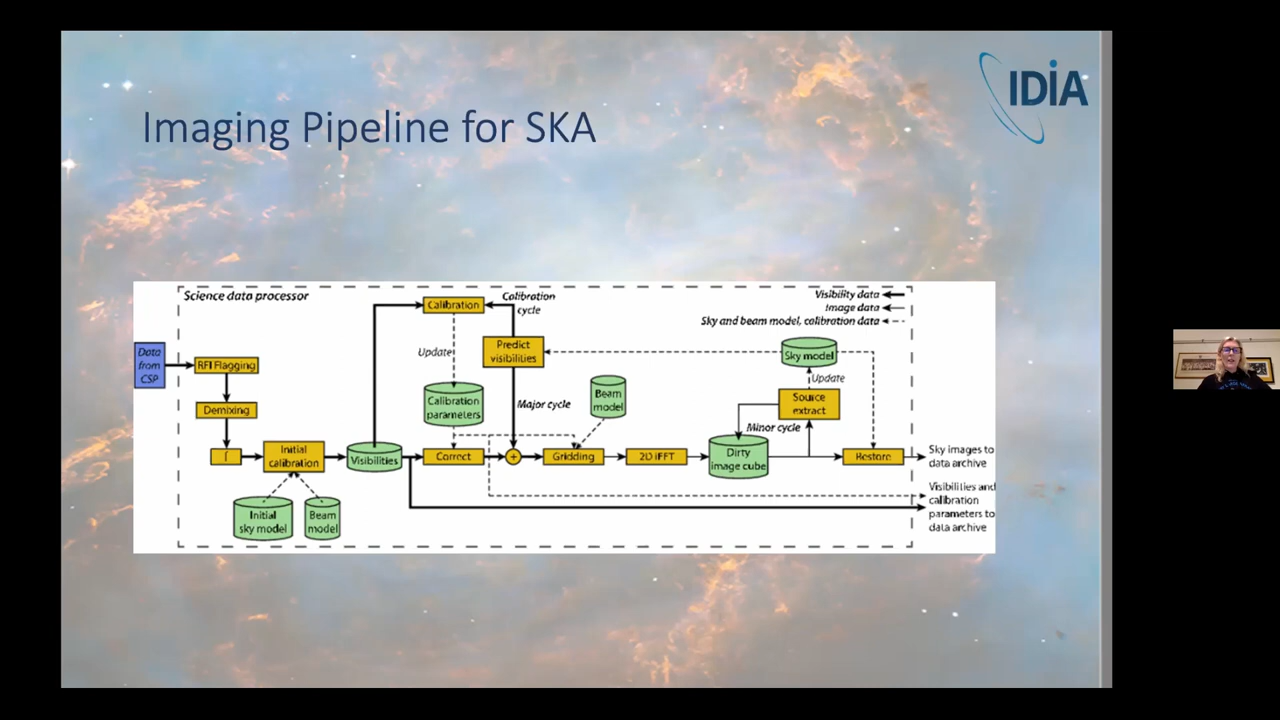 IDIA
Imaging Pipeline for SKA
Science data processor
Visibility data
Image data
Sky and beam model, calibration data
Data
from
CSP
RFI Flagging
Demixing
∫
Initial
calibration
Initial
sky model
Beam
model
Visibilities
Calibration
Calibration
cycle
Update
Predict
visibilities
Calibration
parameters
Major cycle
Beam
model
Correct
+
Gridding
2D iFFT
Dirty
image cube
Minor cycle
Source
extract
Update
Sky model
Restore
Sky images to
data archive
Visibilities and
calibration
parameters to
data archive